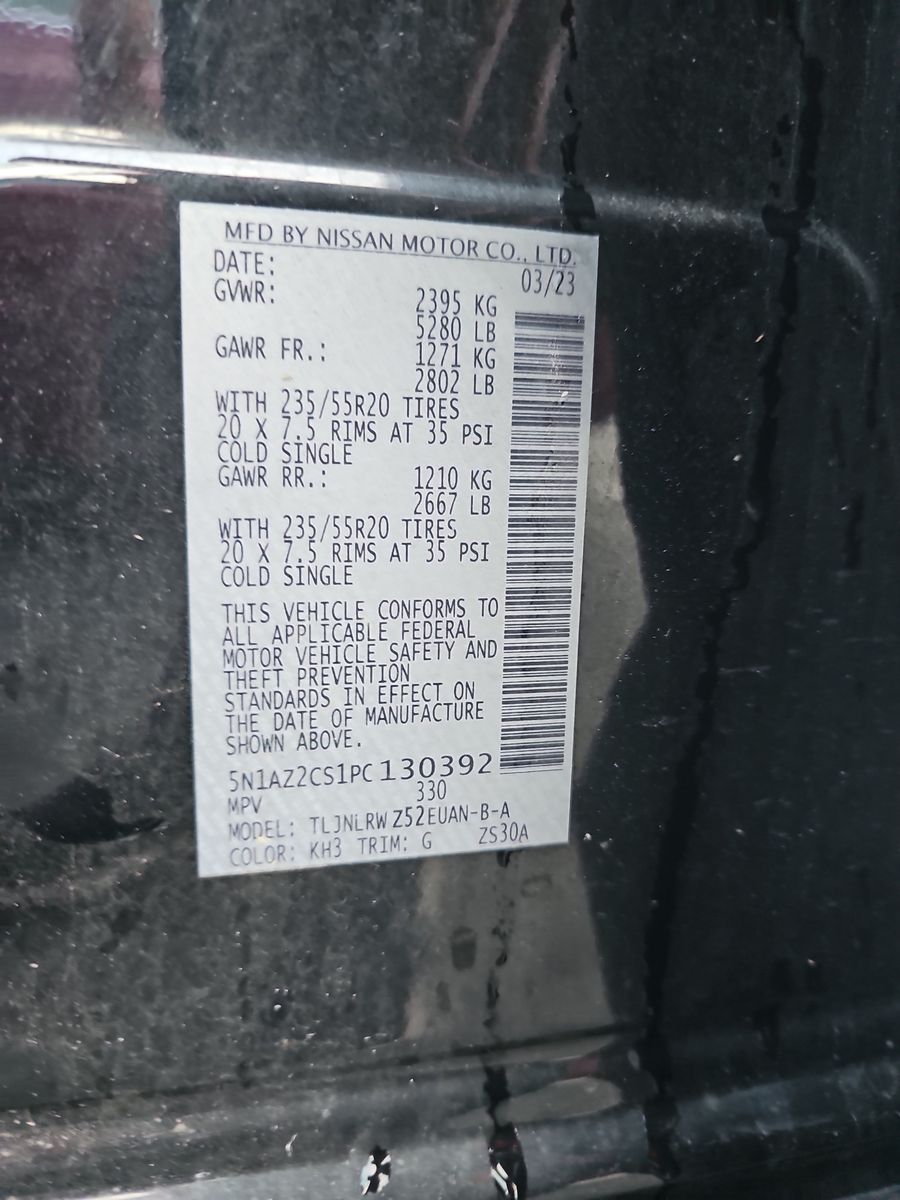 MFD BY NISSAN MOTOR CO., LTD.
DATE: 03/23
GVWR: 2395 KG
5280 LB
GAWR FR.: 1271 KG
2802 LB
WITH 235/55R20 TIRES
20 X 7.5 RIMS AT 35 PSI
COLD SINGLE
GAWR RR.: 1210 KG
2667 LB
WITH 235/55R20 TIRES
20 X 7.5 RIMS AT 35 PSI
COLD SINGLE
THIS VEHICLE CONFORMS TO
ALL APPLICABLE FEDERAL
MOTOR VEHICLE SAFETY AND
THEFT PREVENTION
STANDARDS IN EFFECT ON
THE DATE OF MANUFACTURE
SHOWN ABOVE.
5N1AZ2CS1PC130392
MPV 330
MODEL: TLJNLRWZ52EUAN-B-A
COLOR: KH3 TRIM: G ZS30A